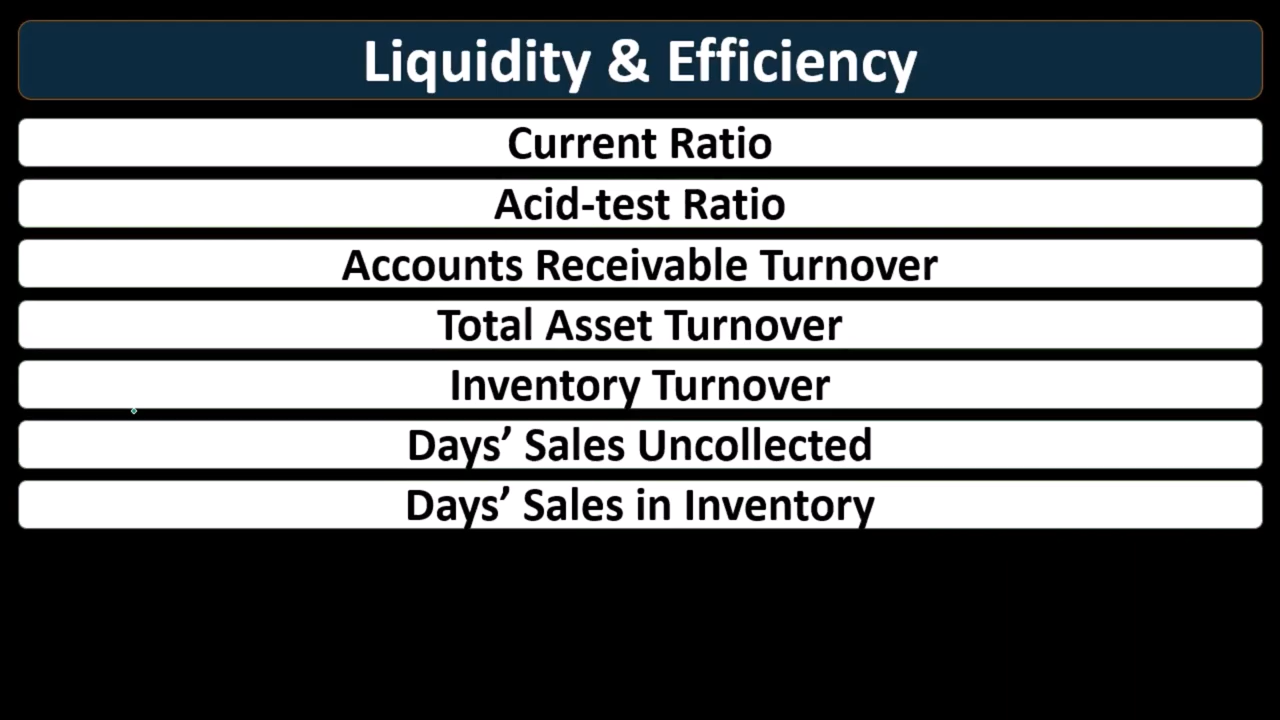 Liquidity & Efficiency
Current Ratio
Acid-test Ratio
Accounts Receivable Turnover
Total Asset Turnover
Inventory Turnover
Days’ Sales Uncollected
Days’ Sales in Inventory